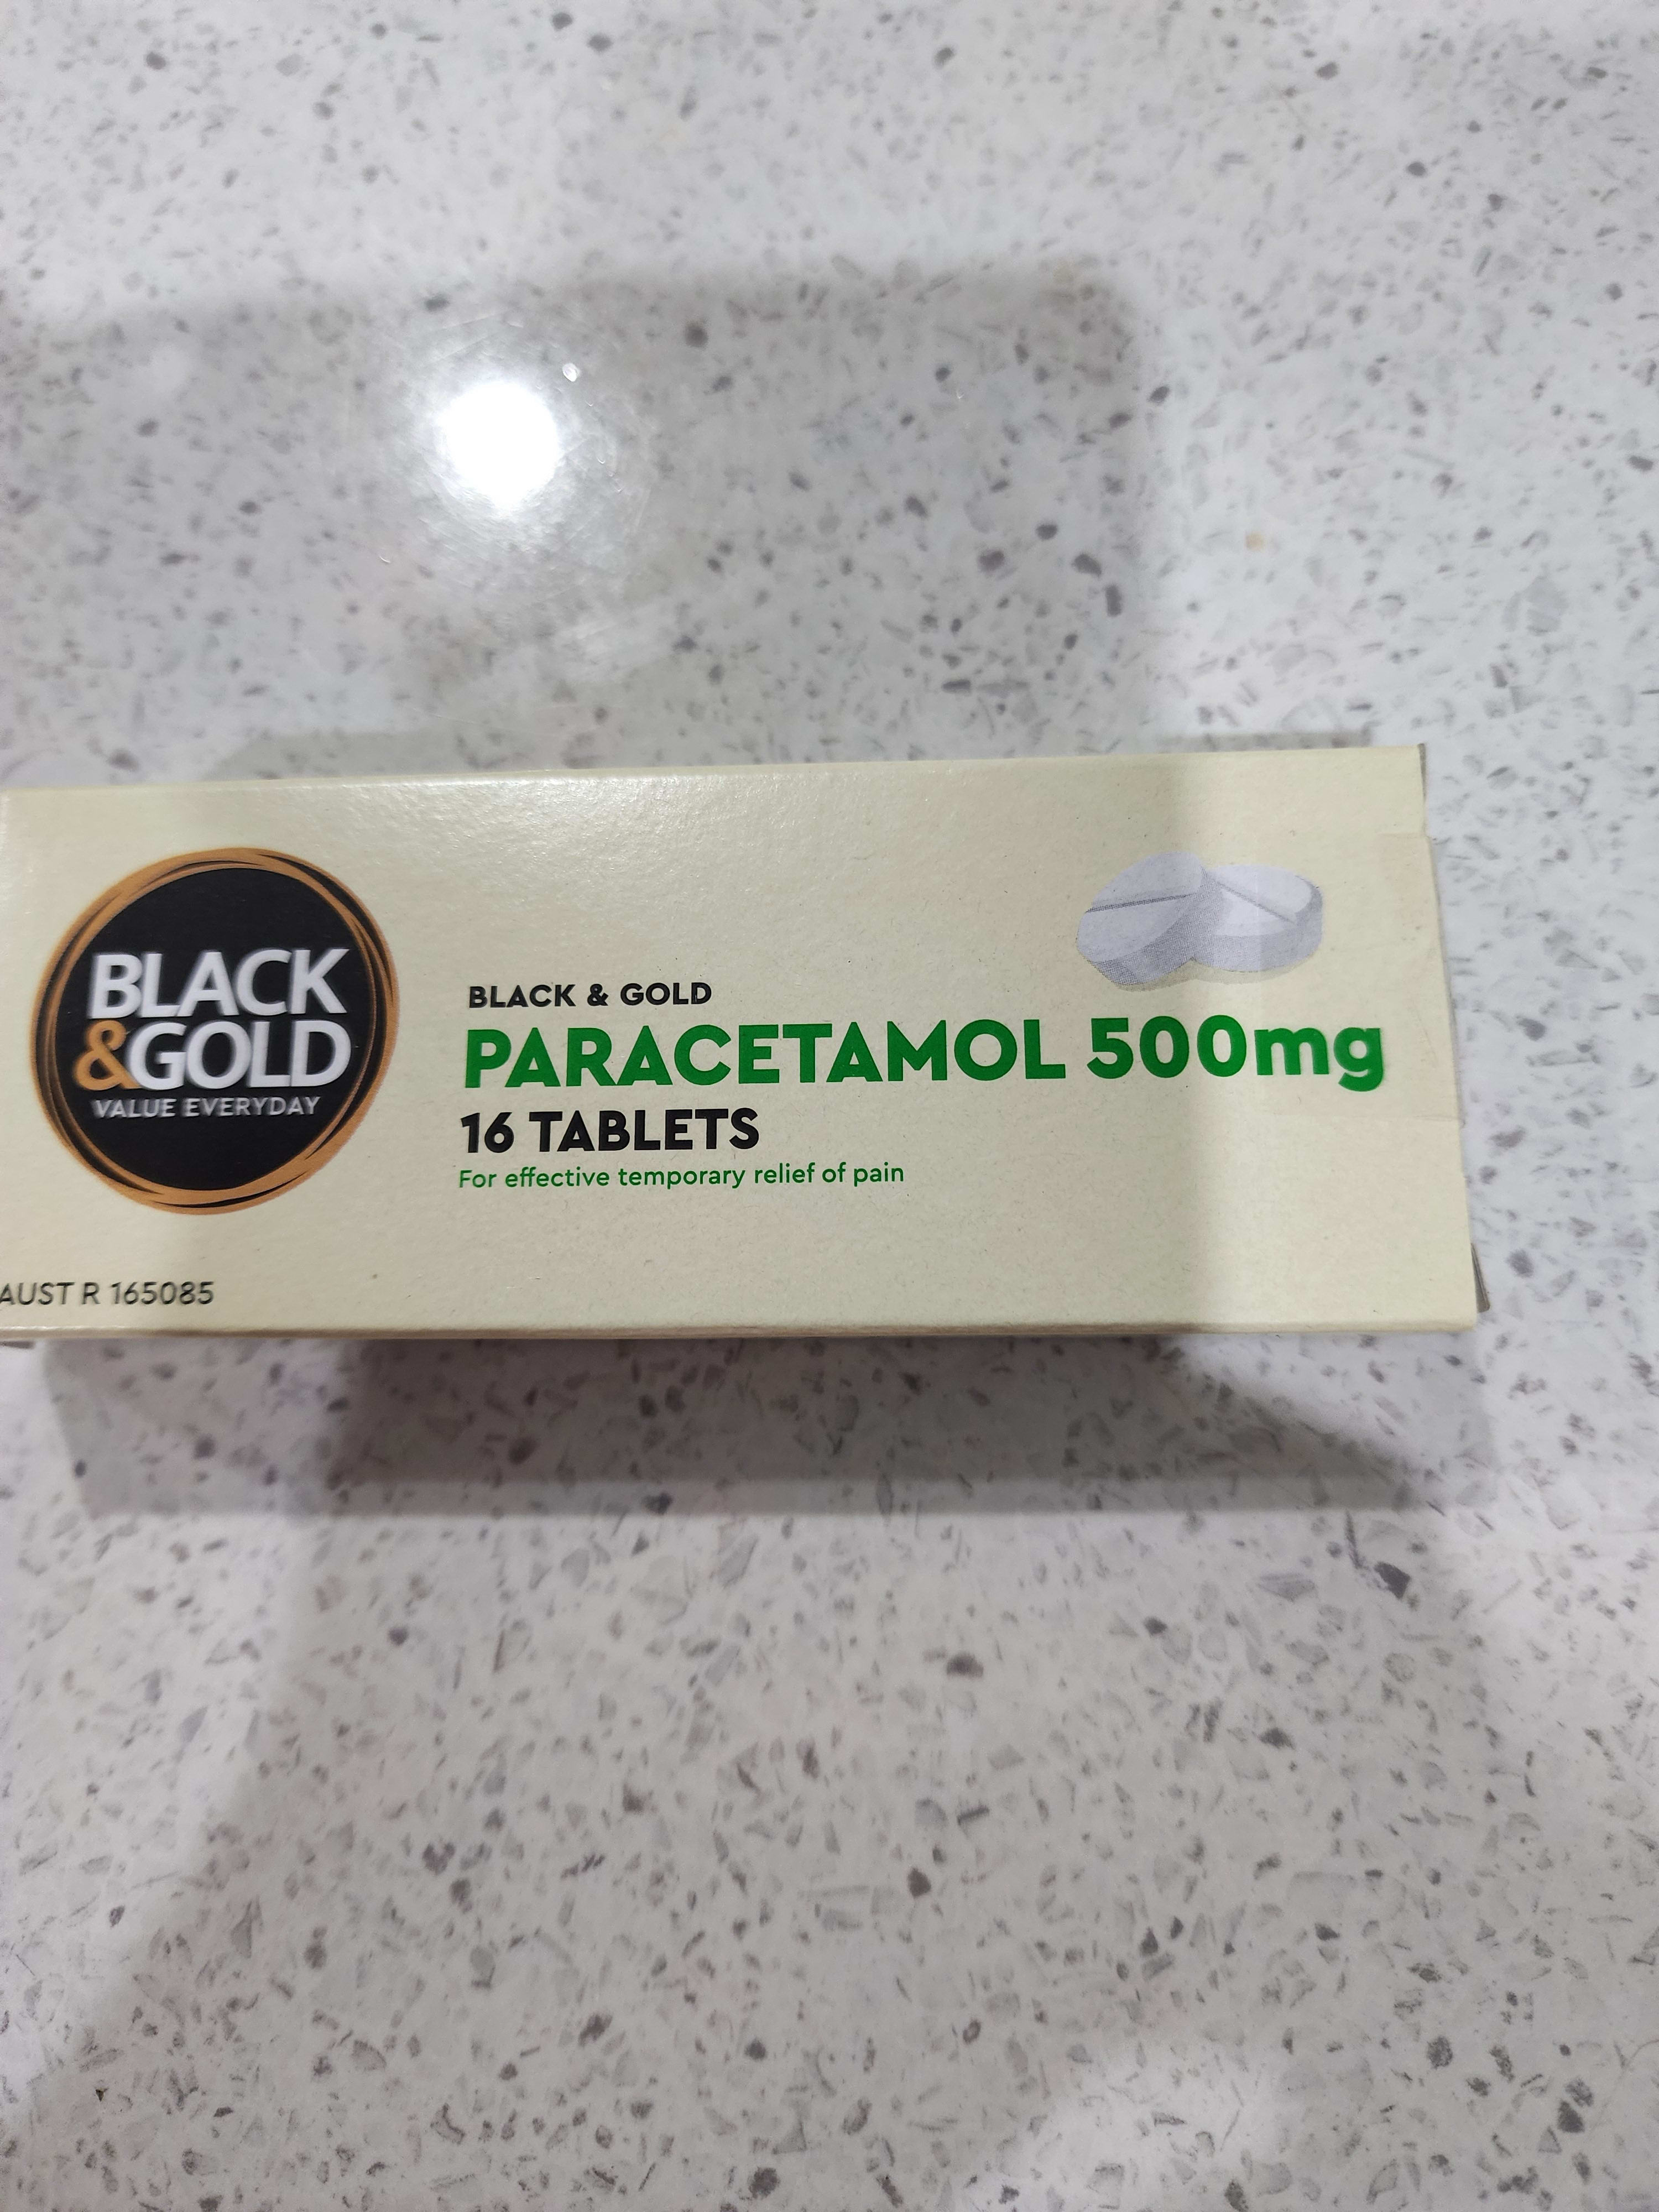 BLACK
&GOLD
VALUE EVERYDAY
BLACK & GOLD
PARACETAMOL 500mg
16 TABLETS
For effective temporary relief of pain
AUST R 165085